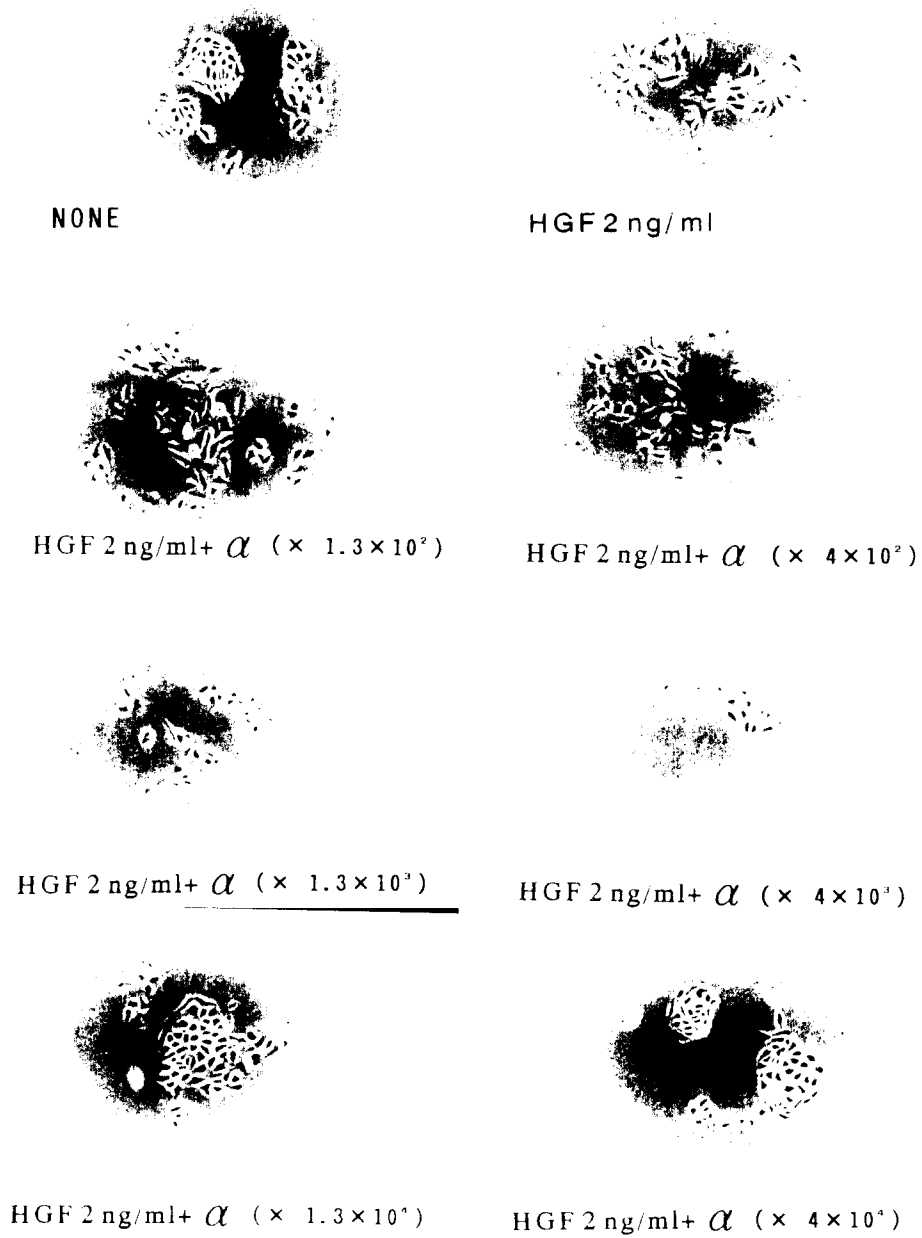 NONE
HGF 2 ng/ml
HGF 2 ng/ml+ α (× 1.3×10²)
HGF 2 ng/ml+ α (× 4×10²)
HGF 2 ng/ml+ α (× 1.3×10³)
HGF 2 ng/ml+ α (× 4×10³)
HGF 2 ng/ml+ α (× 1.3×10⁴)
HGF 2 ng/ml+ α (× 4×10⁴)